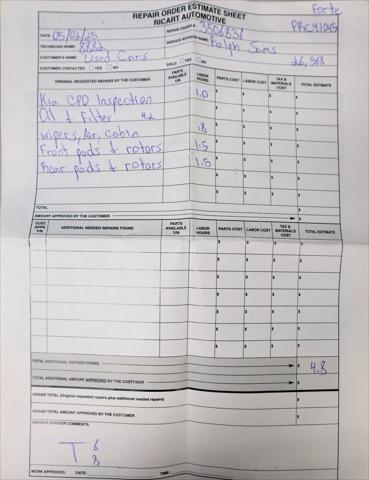 REPAIR ORDER ESTIMATE SHEET
RICART AUTOMOTIVE
Forte
DATE: 05/02/25 REPAIR ORDER #:
TECHNICIAN NAME: 8882 SERVICE ADVISOR NAME: Ralph Sams
CUSTOMER'S NAME: Used Cars 26,568
CUSTOMER CONTACTED: YES NO SOLD: YES NO
ORIGINAL REQUESTED REPAIRS BY THE CUSTOMER PARTS AVAILABLE Y/N LABOR HOURS PARTS COST LABOR COST TAX & MATERIALS COST TOTAL ESTIMATE
Kia CPO Inspection 1.0 $ $ $ $
Oil & Filter 4.2 $ $ $ $
wipers, Air, cabin .8 $ $ $ $
Front pads & rotors 1.5 $ $ $ $
Rear pads & rotors 1.5 $ $ $ $
TOTAL $
AMOUNT APPROVED BY THE CUSTOMER $
CUST. APPR. Y/N ADDITIONAL NEEDED REPAIRS FOUND PARTS AVAILABLE Y/N LABOR HOURS PARTS COST LABOR COST TAX & MATERIALS COST TOTAL ESTIMATE
TOTAL ADDITIONAL REPAIRS FOUND $ 4.8
TOTAL ADDITIONAL AMOUNT APPROVED BY THE CUSTOMER $
GRAND TOTAL (Original requested repairs plus additional needed repairs) $
GRAND TOTAL AMOUNT APPROVED BY THE CUSTOMER $
SERVICE ADVISOR COMMENTS:
T 6
8
WORK APPROVED: DATE: TIME: